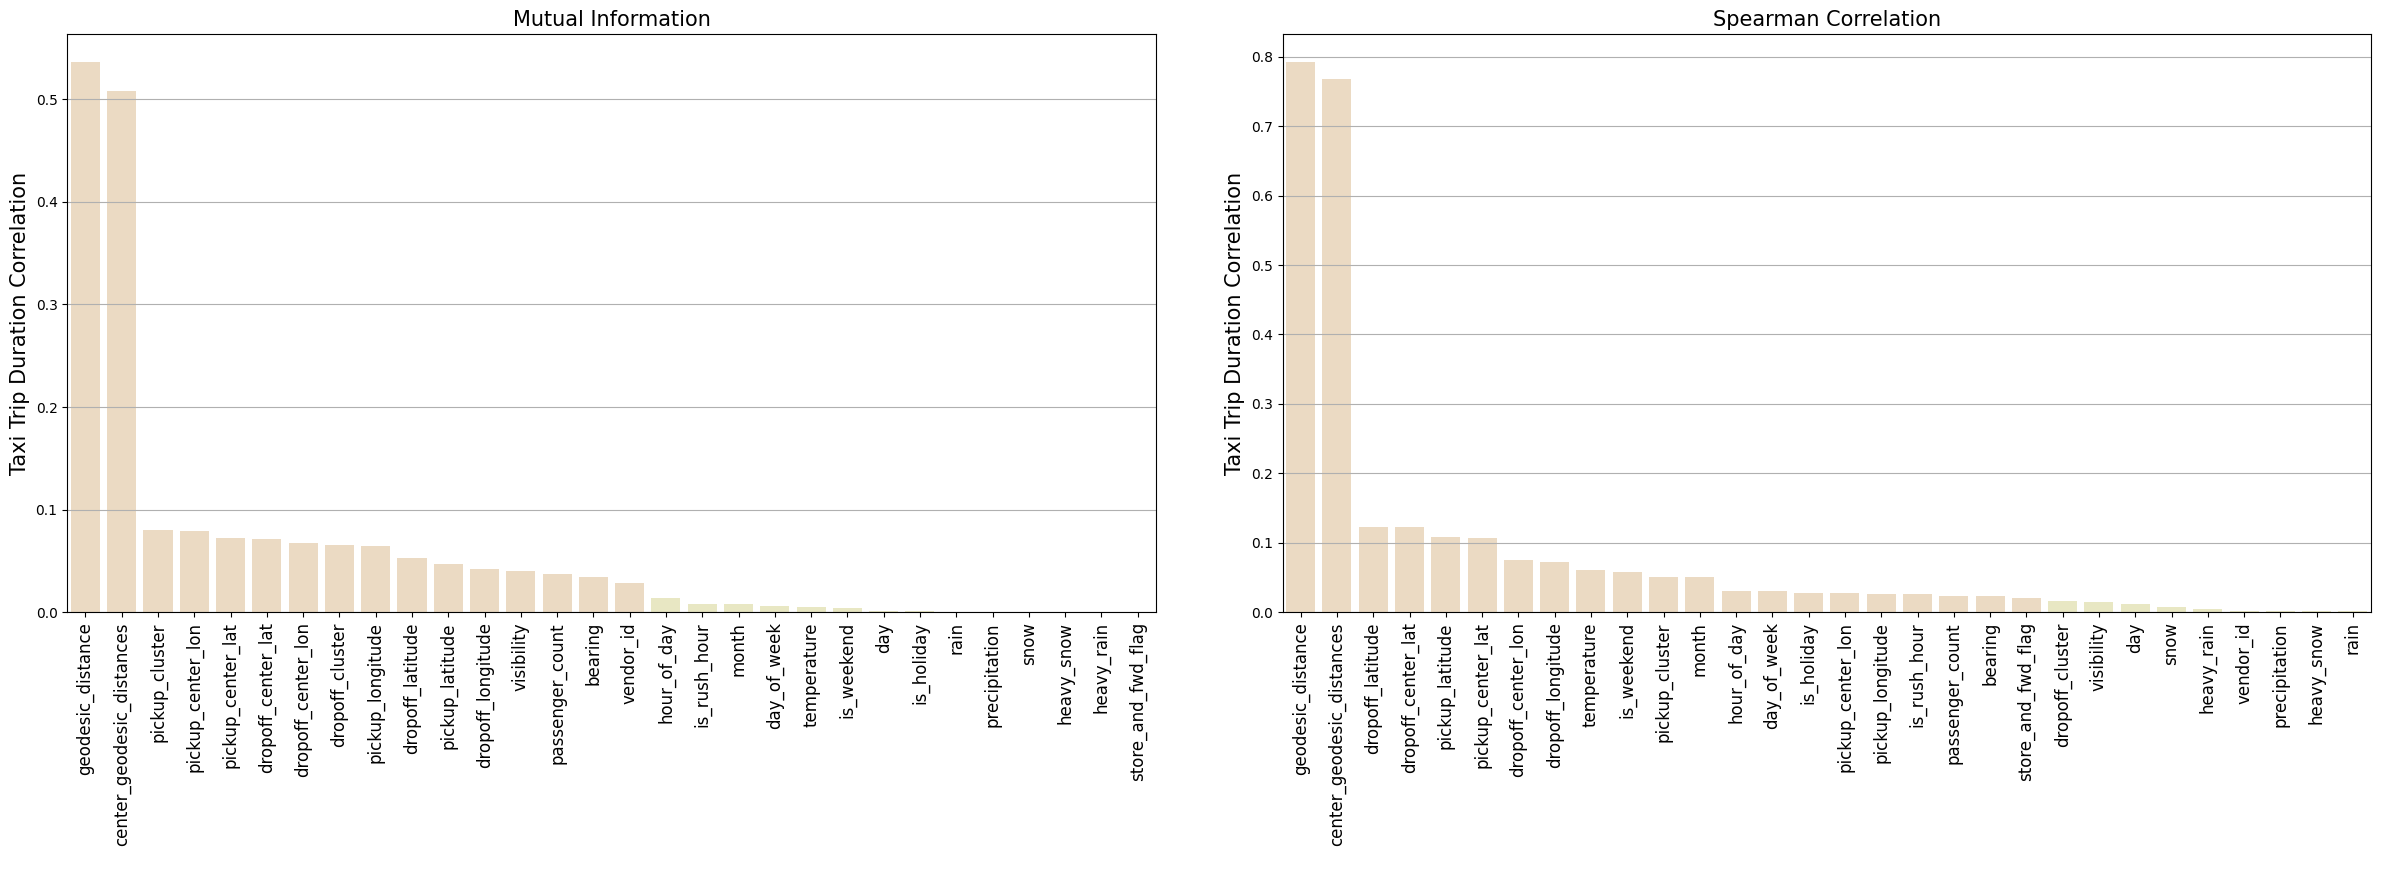 Mutual Information
Taxi Trip Duration Correlation
0.5
0.4
0.3
0.2
0.1
0.0
geodesic_distance
center_geodesic_distances
pickup_cluster
pickup_center_lon
pickup_center_lat
dropoff_center_lat
dropoff_center_lon
dropoff_cluster
pickup_longitude
dropoff_latitude
pickup_latitude
dropoff_longitude
visibility
passenger_count
bearing
vendor_id
hour_of_day
is_rush_hour
month
day_of_week
temperature
is_weekend
day
is_holiday
rain
precipitation
snow
heavy_snow
heavy_rain
store_and_fwd_flag
Spearman Correlation
Taxi Trip Duration Correlation
0.8
0.7
0.6
0.5
0.4
0.3
0.2
0.1
0.0
geodesic_distance
center_geodesic_distances
dropoff_latitude
dropoff_center_lat
pickup_latitude
pickup_center_lat
dropoff_center_lon
dropoff_longitude
temperature
is_weekend
pickup_cluster
month
hour_of_day
day_of_week
is_holiday
pickup_center_lon
pickup_longitude
is_rush_hour
passenger_count
bearing
store_and_fwd_flag
dropoff_cluster
visibility
day
snow
heavy_rain
vendor_id
precipitation
heavy_snow
rain